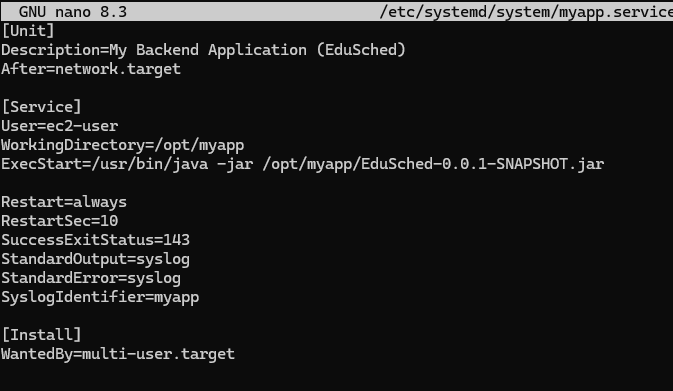 GNU nano 8.3 /etc/systemd/system/myapp.service
[Unit]
Description=My Backend Application (EduSched)
After=network.target
[Service]
User=ec2-user
WorkingDirectory=/opt/myapp
ExecStart=/usr/bin/java -jar /opt/myapp/EduSched-0.0.1-SNAPSHOT.jar
Restart=always
RestartSec=10
SuccessExitStatus=143
StandardOutput=syslog
StandardError=syslog
SyslogIdentifier=myapp
[Install]
WantedBy=multi-user.target